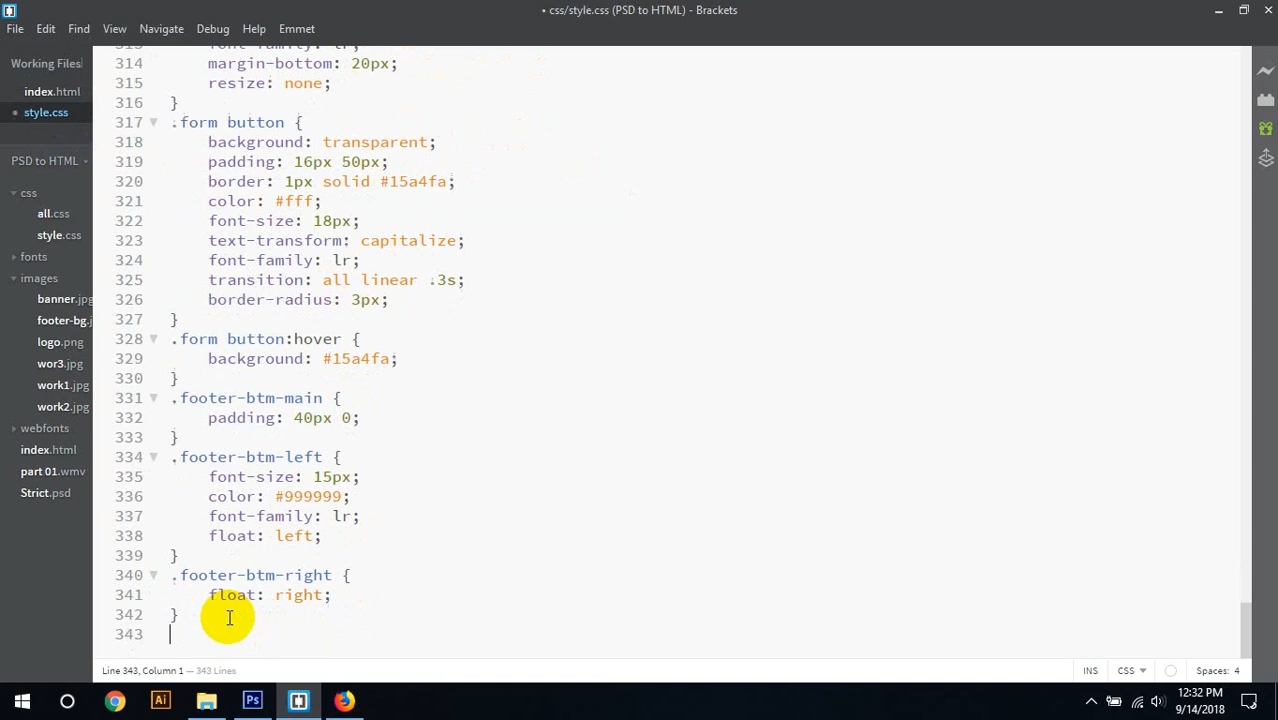 • css/style.css (PSD to HTML) - Brackets
File Edit Find View Navigate Debug Help Emmet
Working Files
index.html
style.css
PSD to HTML
css
all.css
style.css
fonts
images
banner.jpg
footer-bg.j
logo.png
wor3.jpg
work1.jpg
work2.jpg
webfonts
index.html
part 01.wmv
Strict.psd
313 font-family: lr;
314 margin-bottom: 20px;
315 resize: none;
316 }
317 .form button {
318 background: transparent;
319 padding: 16px 50px;
320 border: 1px solid #15a4fa;
321 color: #fff;
322 font-size: 18px;
323 text-transform: capitalize;
324 font-family: lr;
325 transition: all linear .3s;
326 border-radius: 3px;
327 }
328 .form button:hover {
329 background: #15a4fa;
330 }
331 .footer-btm-main {
332 padding: 40px 0;
333 }
334 .footer-btm-left {
335 font-size: 15px;
336 color: #999999;
337 font-family: lr;
338 float: left;
339 }
340 .footer-btm-right {
341 float: right;
342 }
343
Line 343, Column 1 — 343 Lines
INS CSS Spaces: 4
Ai Ps
12:32 PM
9/14/2018